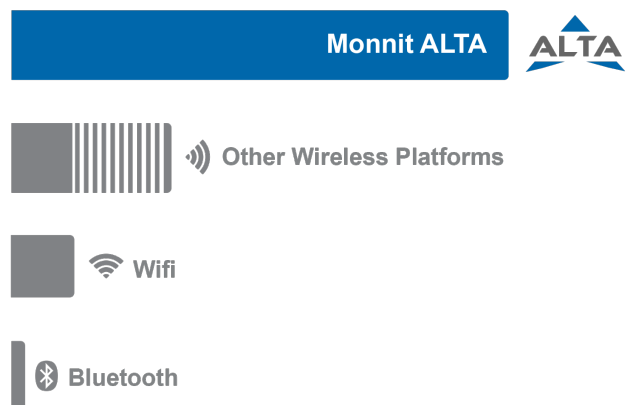 Monnit ALTA
ALTA
Other Wireless Platforms
Wifi
Bluetooth